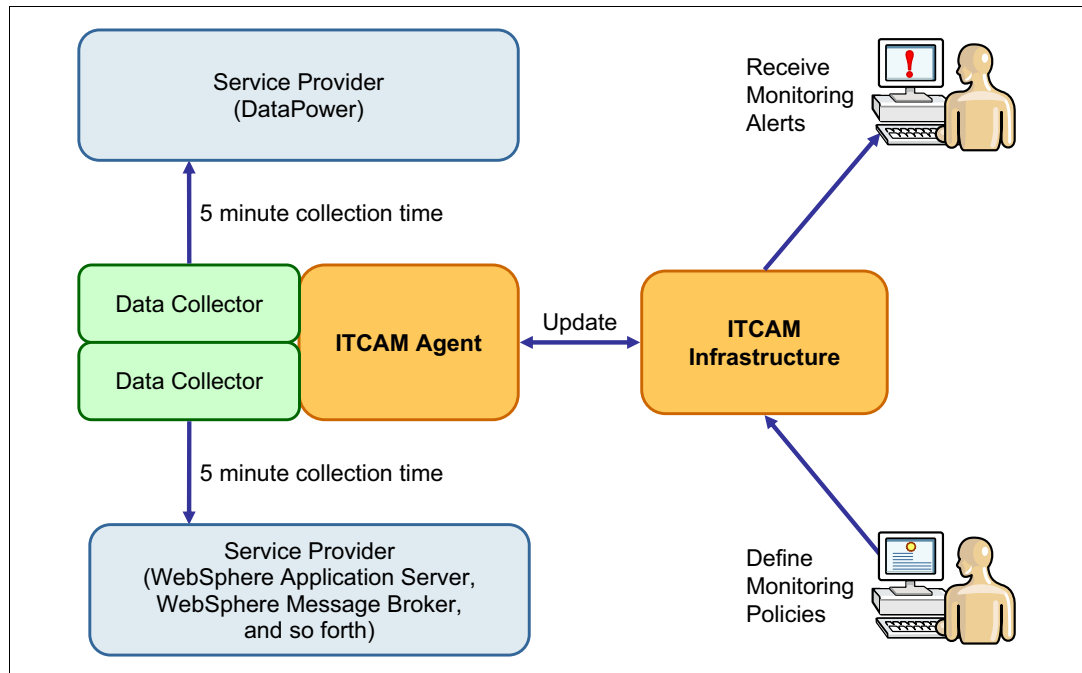 Service Provider
(DataPower)
Receive
Monitoring
Alerts
5 minute collection time
Data Collector
Data Collector
ITCAM Agent
Update
ITCAM
Infrastructure
5 minute collection time
Service Provider
(WebSphere Application Server,
WebSphere Message Broker,
and so forth)
Define
Monitoring
Policies